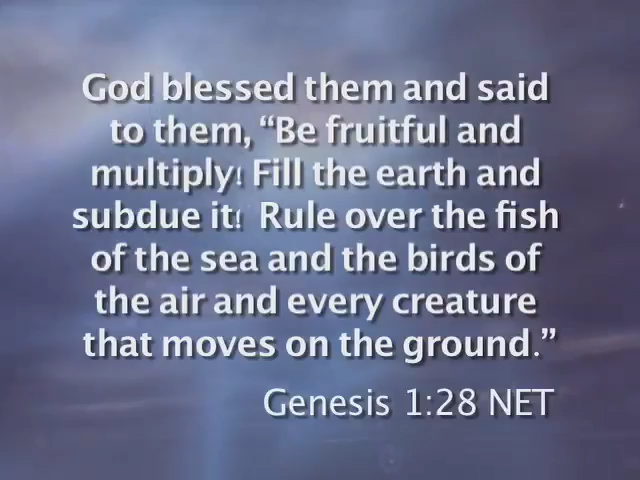 God blessed them and said
to them, “Be fruitful and
multiply! Fill the earth and
subdue it! Rule over the fish
of the sea and the birds of
the air and every creature
that moves on the ground.”
Genesis 1:28 NET